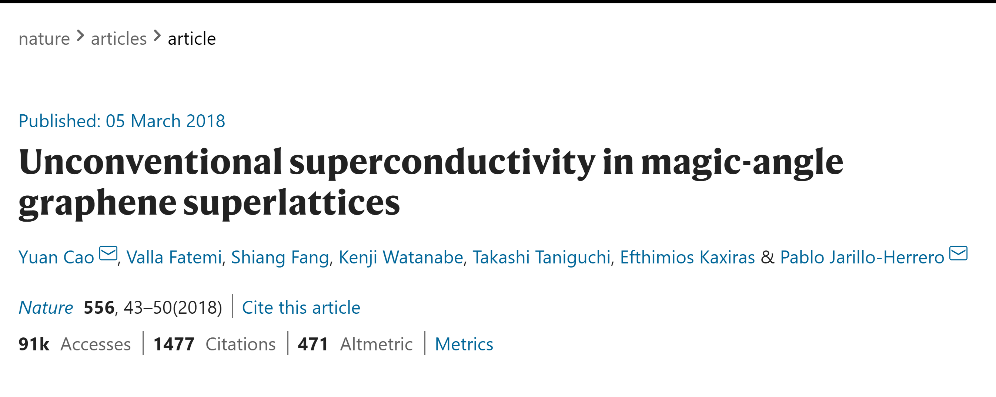 nature > articles > article
Published: 05 March 2018
Unconventional superconductivity in magic-angle
graphene superlattices
Yuan Cao, Valla Fatemi, Shiang Fang, Kenji Watanabe, Takashi Taniguchi, Efthimios Kaxiras & Pablo Jarillo-Herrero
Nature 556, 43–50(2018) | Cite this article
91k Accesses | 1477 Citations | 471 Altmetric | Metrics